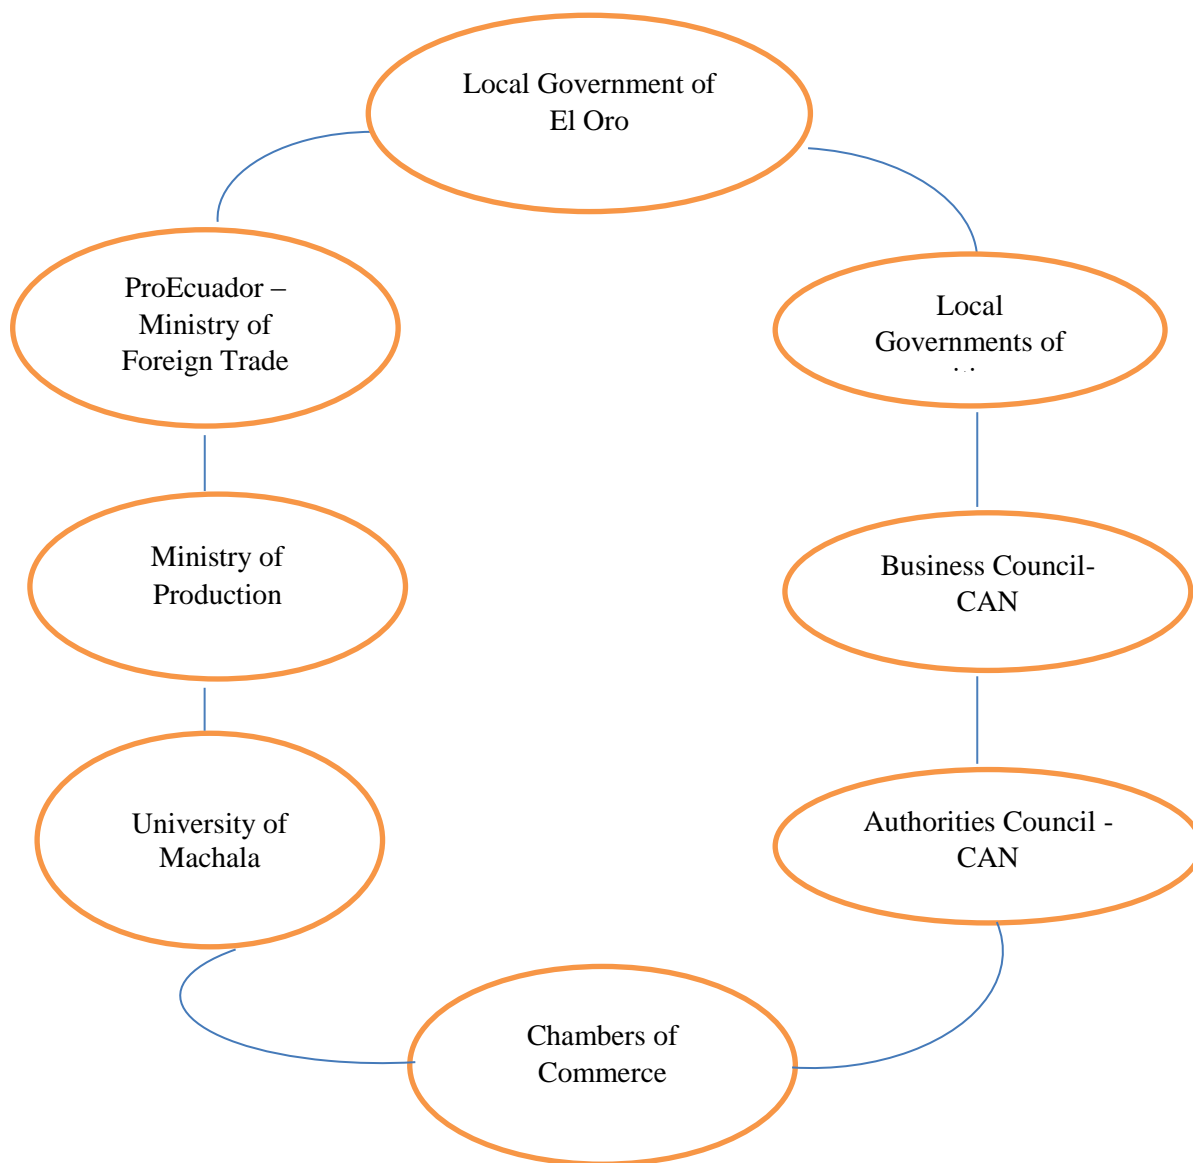 Local Government of
El Oro
ProEcuador –
Ministry of
Foreign Trade
Local
Governments of
Ministry of
Production
Business Council-
CAN
University of
Machala
Authorities Council -
CAN
Chambers of
Commerce